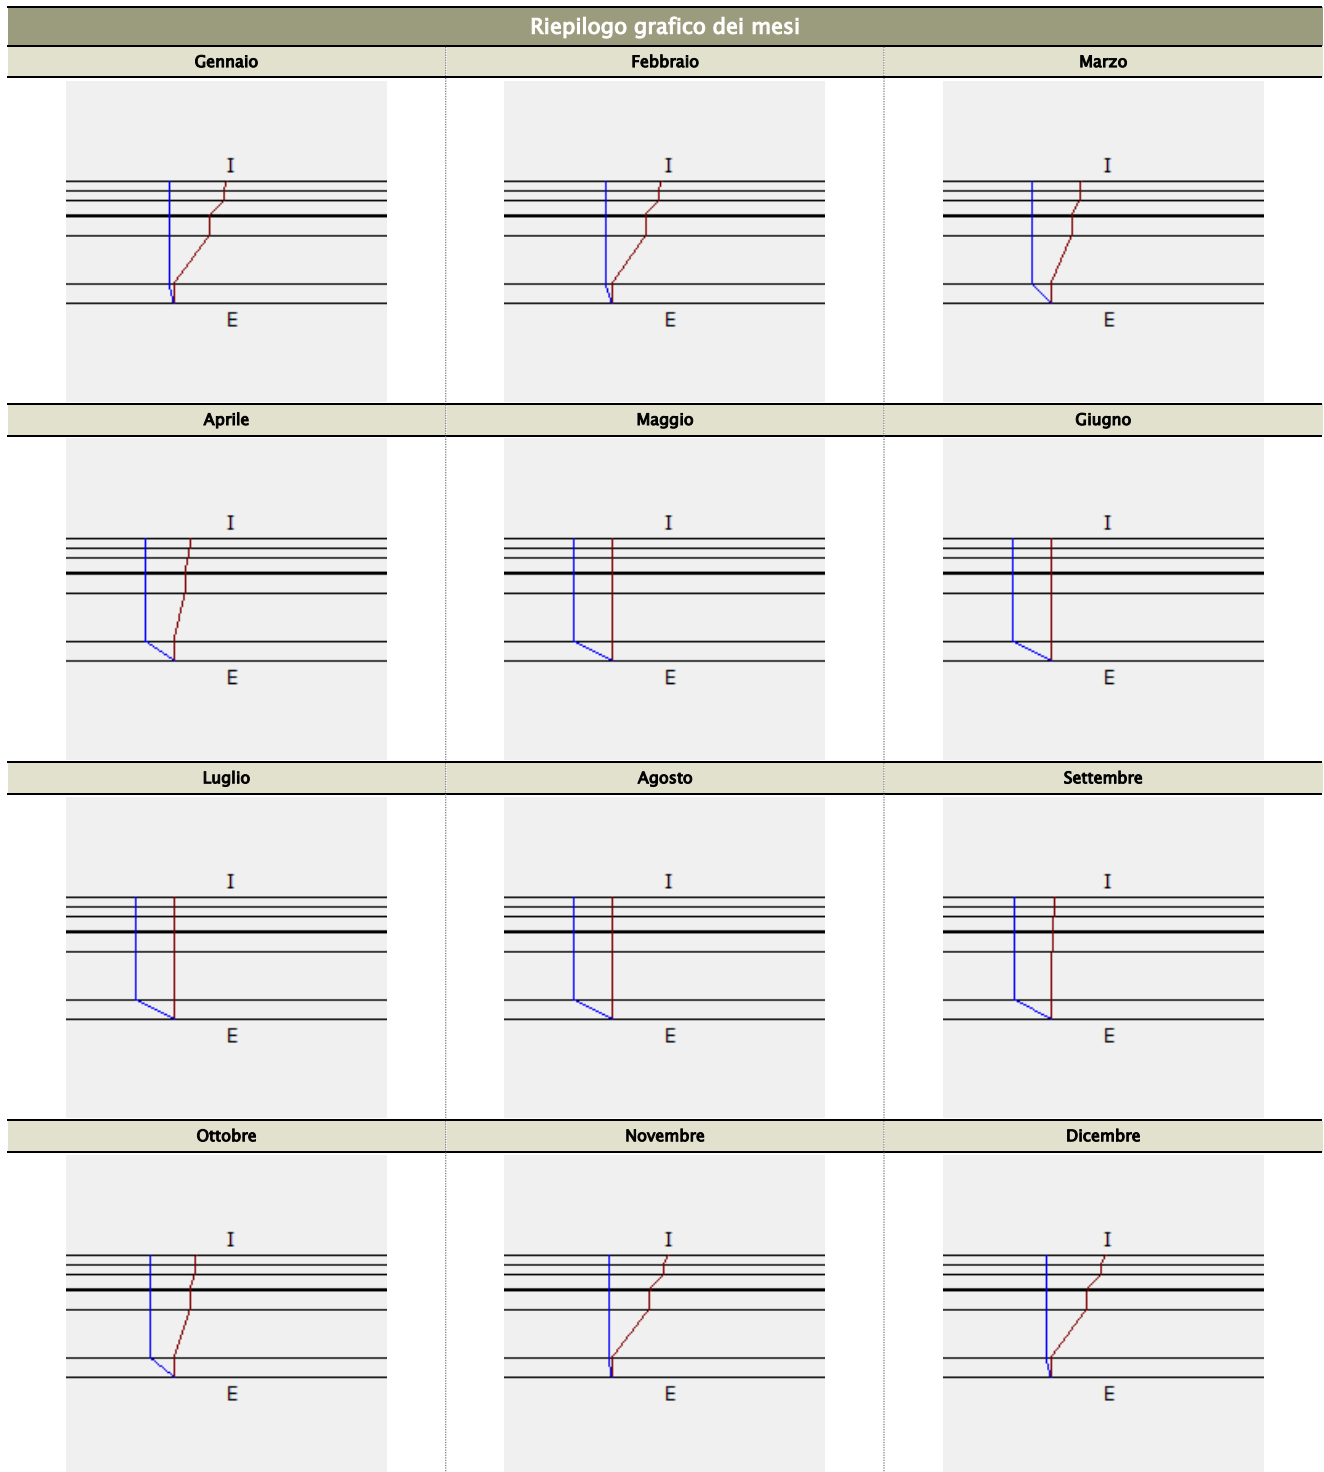 Riepilogo grafico dei mesi
Gennaio Febbraio Marzo
I I I
E E E
Aprile Maggio Giugno
I I I
E E E
Luglio Agosto Settembre
I I I
E E E
Ottobre Novembre Dicembre
I I I
E E E